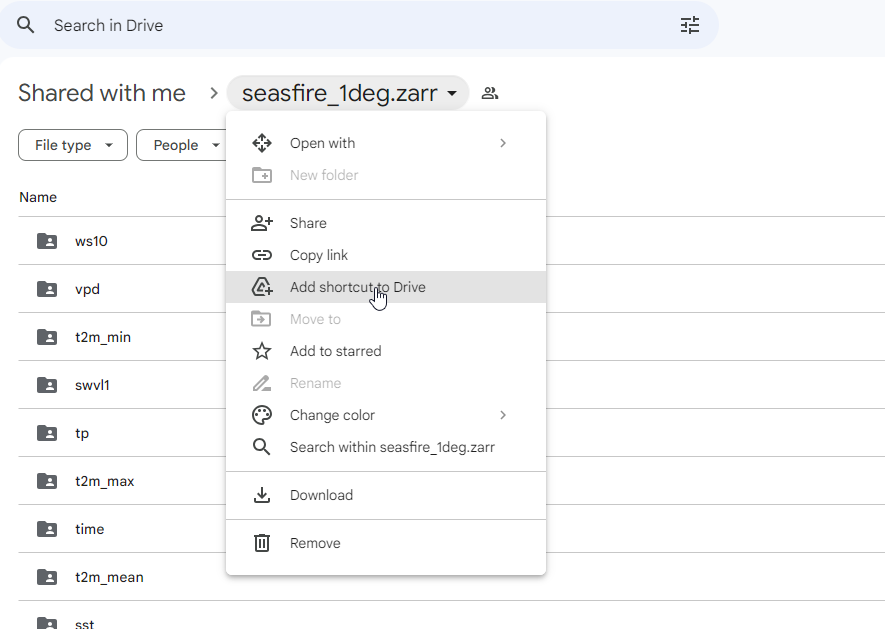 Search in Drive
Shared with me > seasfire_1deg.zarr
File type
People
Name
ws10
vpd
t2m_min
swvl1
tp
t2m_max
time
t2m_mean
sst
Open with
New folder
Share
Copy link
Add shortcut to Drive
Move to
Add to starred
Rename
Change color
Search within seasfire_1deg.zarr
Download
Remove